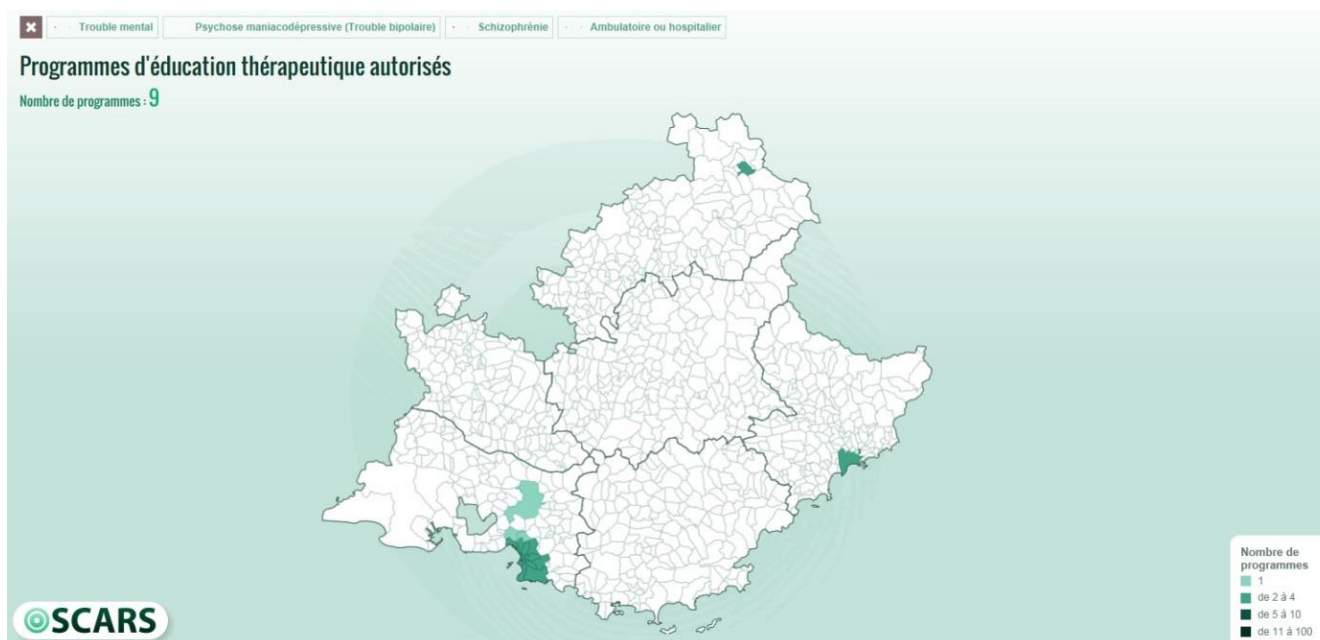 Trouble mental
Psychose maniacodépressive (Trouble bipolaire)
Schizophrénie
Ambulatoire ou hospitalier
Programmes d'éducation thérapeutique autorisés
Nombre de programmes : 9
OSCARS
Nombre de
programmes
1
de 2 à 4
de 5 à 10
de 11 à 100